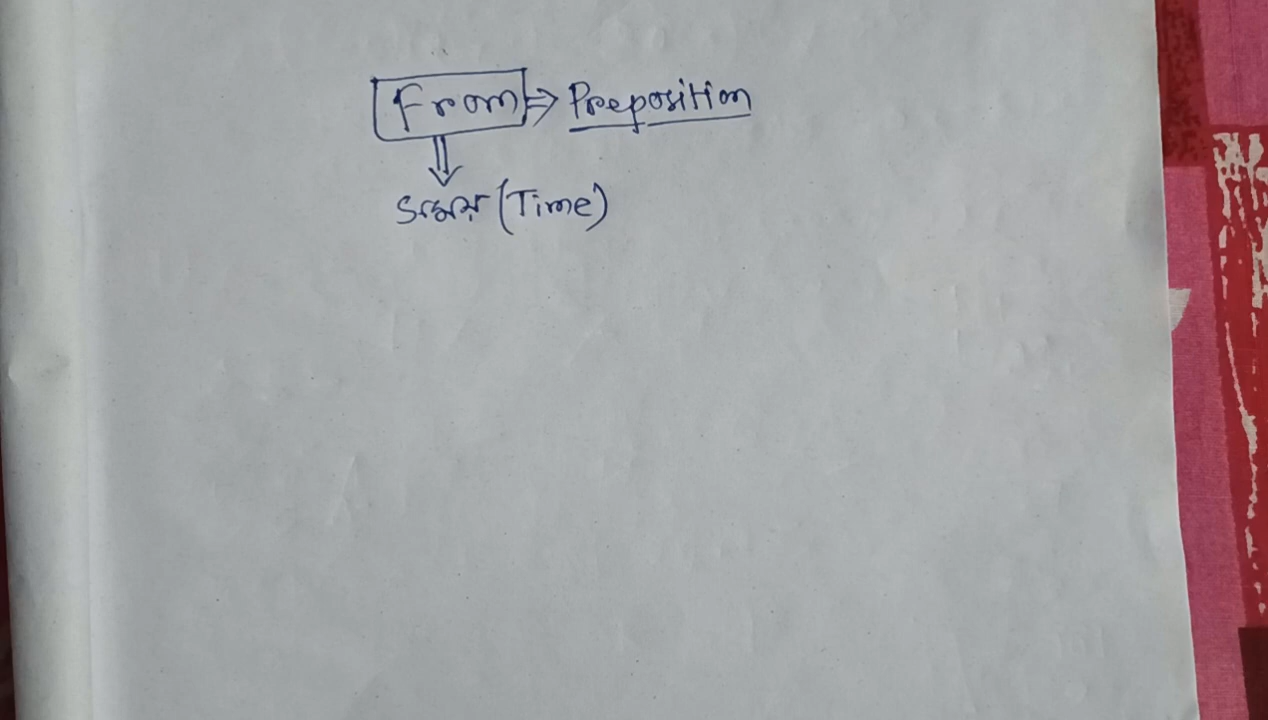 From ⇒ Preposition
⇓
সময় (Time)